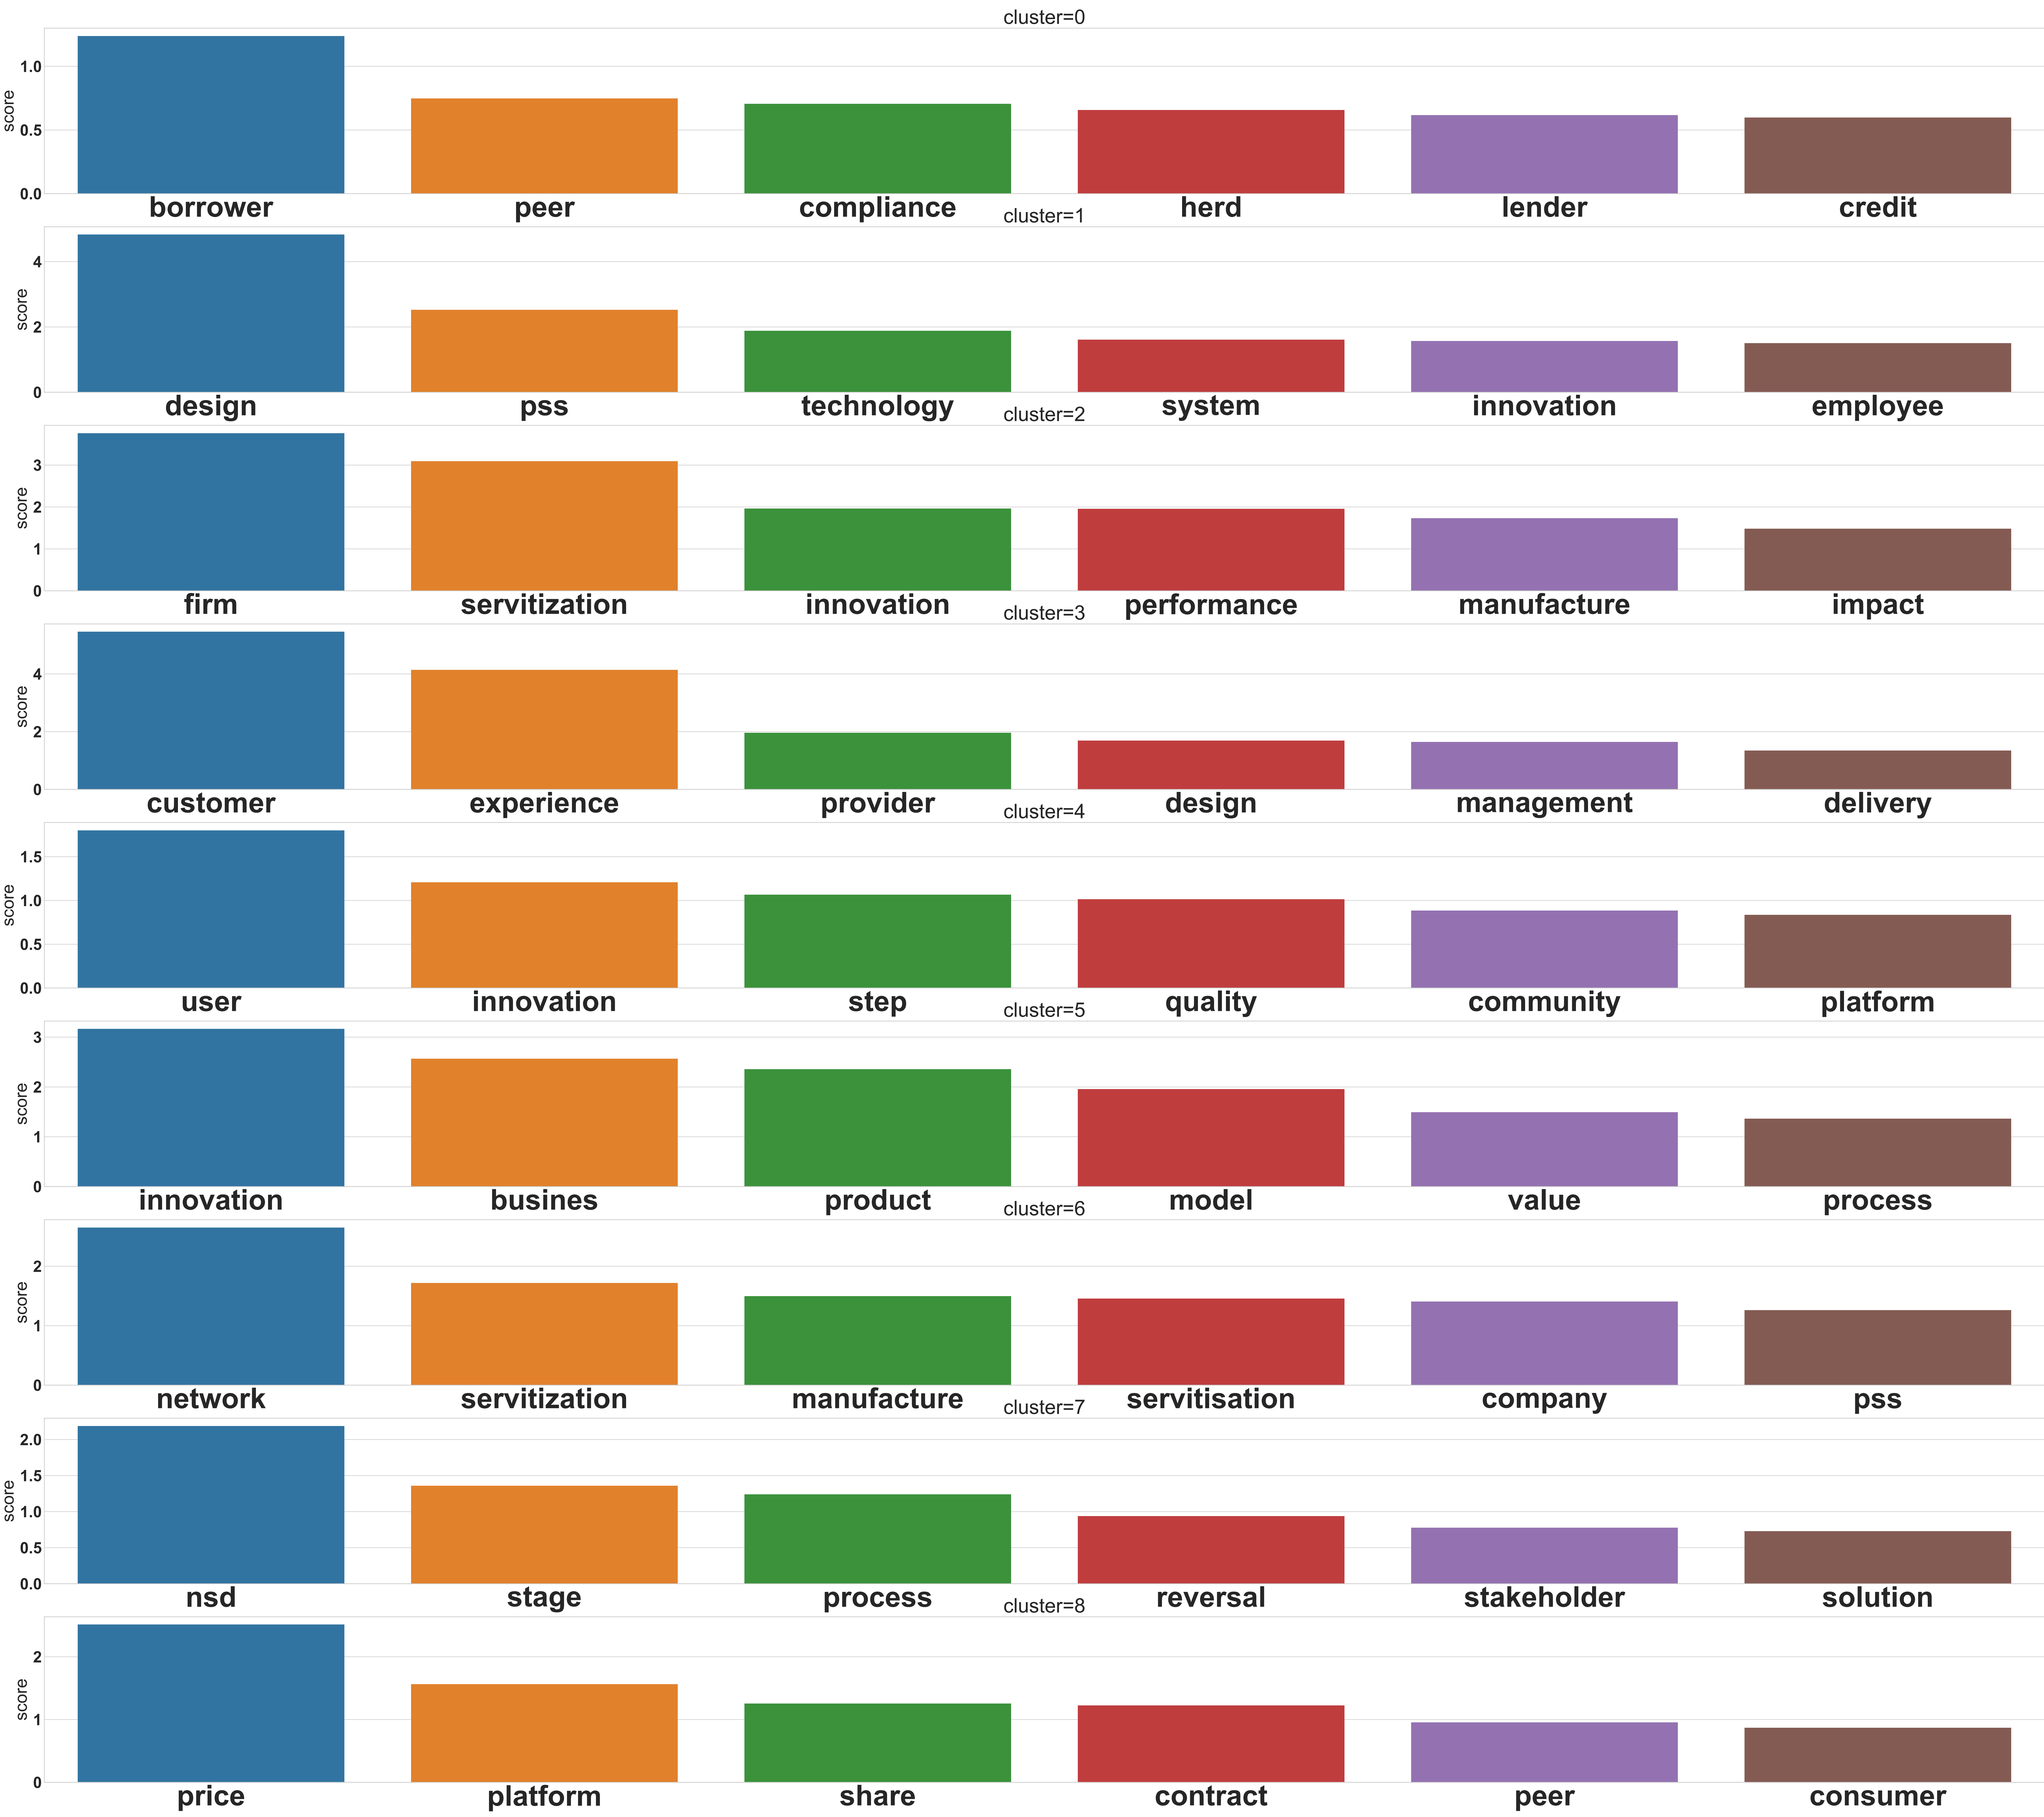 cluster=0
1.0
0.5
0.0
score
borrower peer compliance herd lender credit
cluster=1
4
2
0
score
design pss technology system innovation employee
cluster=2
3
2
1
0
score
firm servitization innovation performance manufacture impact
cluster=3
4
2
0
score
customer experience provider design management delivery
cluster=4
1.5
1.0
0.5
0.0
score
user innovation step quality community platform
cluster=5
3
2
1
0
score
innovation busines product model value process
cluster=6
2
1
0
score
network servitization manufacture servitisation company pss
cluster=7
2.0
1.5
1.0
0.5
0.0
score
nsd stage process reversal stakeholder solution
cluster=8
2
1
0
score
price platform share contract peer consumer